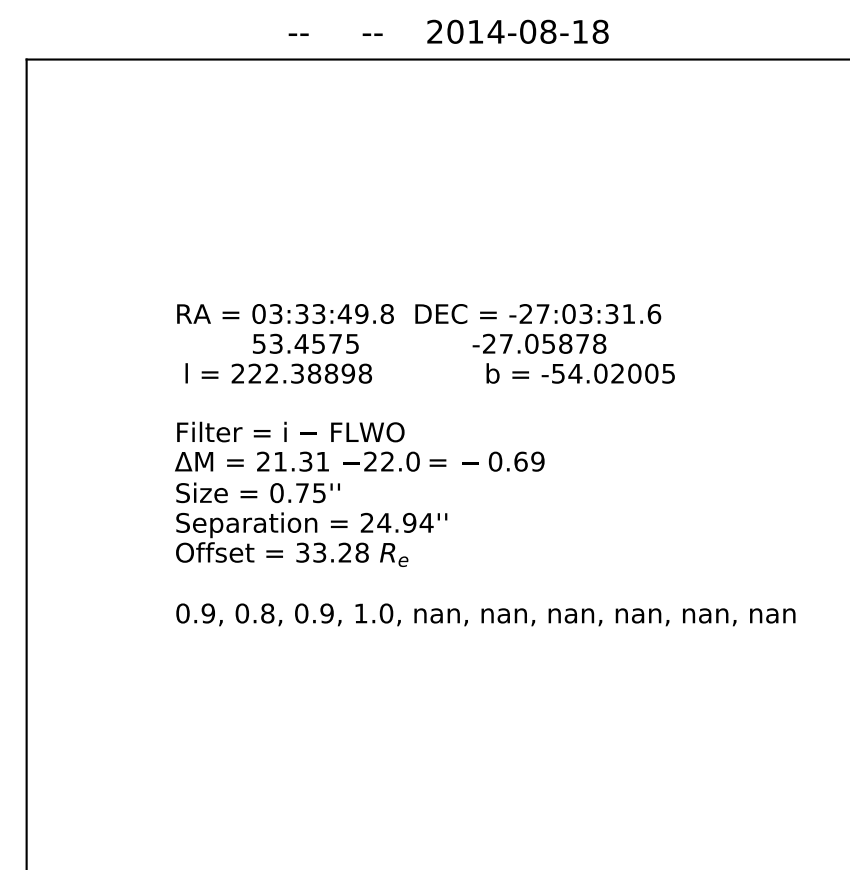 -- -- 2014-08-18
RA = 03:33:49.8 DEC = -27:03:31.6
53.4575 -27.05878
l = 222.38898 b = -54.02005
Filter = i − FLWO
ΔM = 21.31 −22.0 = − 0.69
Size = 0.75''
Separation = 24.94''
Offset = 33.28 Re
0.9, 0.8, 0.9, 1.0, nan, nan, nan, nan, nan, nan